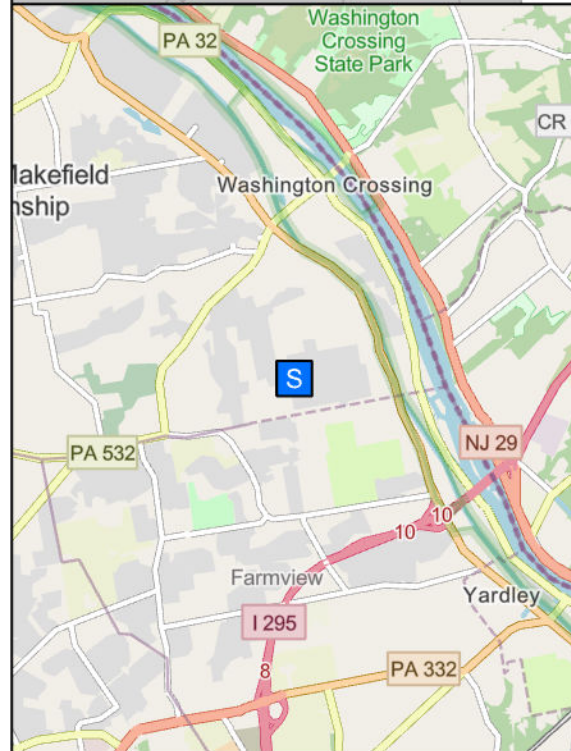 PA 32
Washington
Crossing
State Park
CR
Makefield
nship
Washington Crossing
S
PA 532
NJ 29
10
10
Farmview
Yardley
I 295
8
PA 332